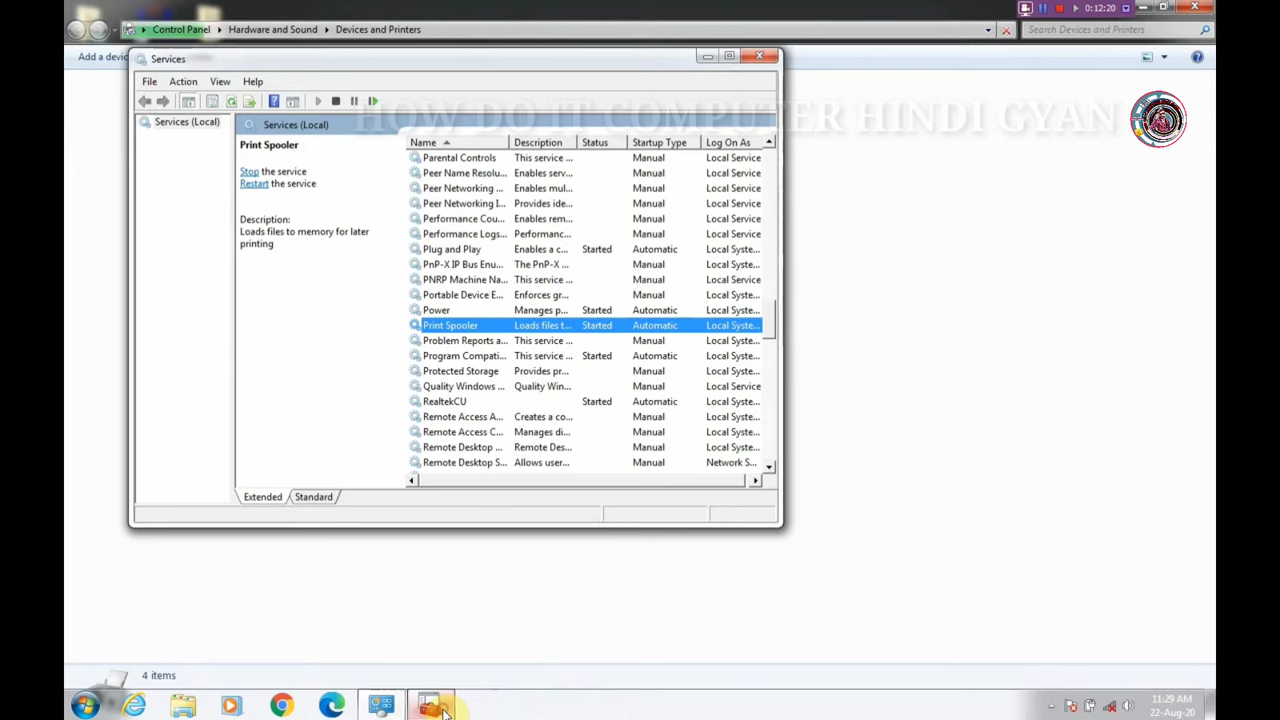 0:12:20
Control Panel Hardware and Sound Devices and Printers
Search Devices and Printers
Add a devic
Services
File Action View Help
HOW DO IT COMPUTER HINDI GYAN
Services (Local)
Services (Local)
Print Spooler
Stop the service
Restart the service
Description:
Loads files to memory for later
printing
Name Description Status Startup Type Log On As
Parental Controls This service ... Manual Local Service
Peer Name Resolu... Enables serv... Manual Local Service
Peer Networking ... Enables mul... Manual Local Service
Peer Networking I... Provides ide... Manual Local Service
Performance Cou... Enables rem... Manual Local Service
Performance Logs... Performanc... Manual Local Service
Plug and Play Enables a c... Started Automatic Local Syste...
PnP-X IP Bus Enu... The PnP-X ... Manual Local Syste...
PNRP Machine Na... This service ... Manual Local Service
Portable Device E... Enforces gr... Manual Local Syste...
Power Manages p... Started Automatic Local Syste...
Print Spooler Loads files t... Started Automatic Local Syste...
Problem Reports a... This service ... Manual Local Syste...
Program Compati... This service ... Started Automatic Local Syste...
Protected Storage Provides pr... Manual Local Syste...
Quality Windows ... Quality Win... Manual Local Service
RealtekCU Started Automatic Local Syste...
Remote Access A... Creates a co... Manual Local Syste...
Remote Access C... Manages di... Manual Local Syste...
Remote Desktop ... Remote Des... Manual Local Syste...
Remote Desktop S... Allows user... Manual Network S...
Extended Standard
4 items
11:29 AM
22-Aug-20